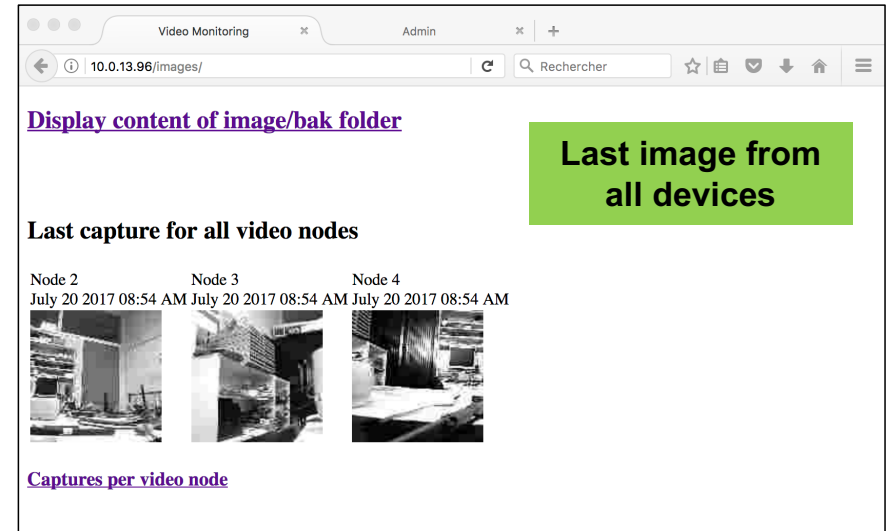 Video Monitoring
Admin
10.0.13.96/images/
Rechercher
Display content of image/bak folder
Last image from
all devices
Last capture for all video nodes
Node 2 Node 3 Node 4
July 20 2017 08:54 AM July 20 2017 08:54 AM July 20 2017 08:54 AM
Captures per video node